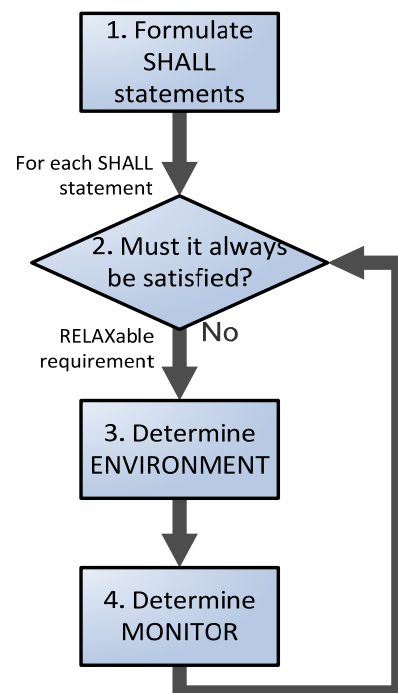 1. Formulate
SHALL
statements
For each SHALL
statement
2. Must it always
be satisfied?
No
RELAXable
requirement
3. Determine
ENVIRONMENT
4. Determine
MONITOR